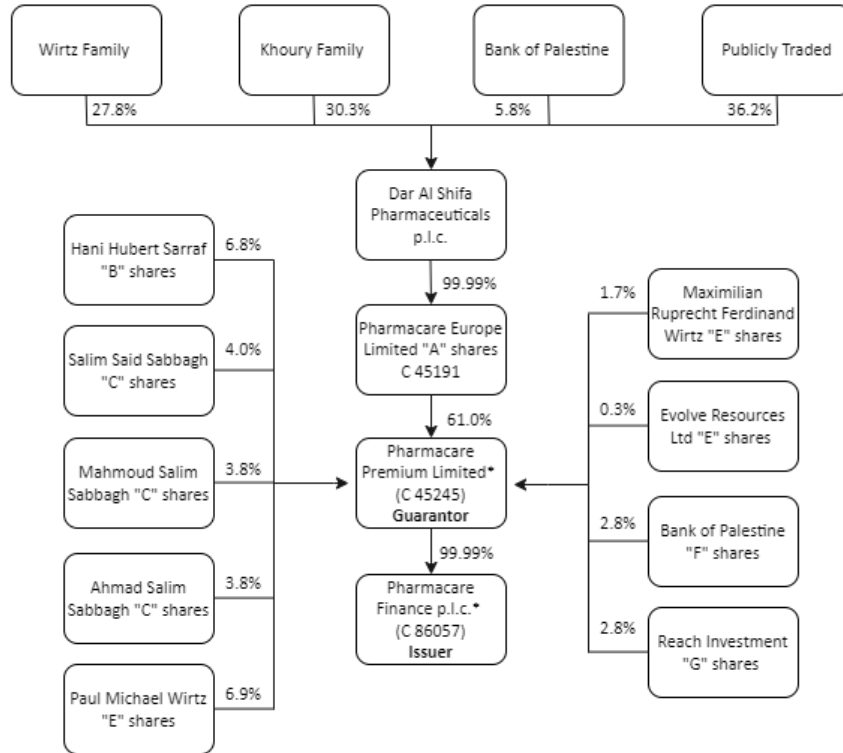 Wirtz Family
Khoury Family
Bank of Palestine
Publicly Traded
27.8%
30.3%
5.8%
36.2%
Dar Al Shifa
Pharmaceuticals
p.l.c.
99.99%
Pharmacare Europe
Limited "A" shares
C 45191
61.0%
Pharmacare
Premium Limited*
(C 45245)
Guarantor
99.99%
Pharmacare
Finance p.l.c.*
(C 86057)
Issuer
Hani Hubert Sarraf
"B" shares
6.8%
Salim Said Sabbagh
"C" shares
4.0%
Mahmoud Salim
Sabbagh "C" shares
3.8%
Ahmad Salim
Sabbagh "C" shares
3.8%
Paul Michael Wirtz
"E" shares
6.9%
1.7%
Maximilian
Ruprecht Ferdinand
Wirtz "E" shares
0.3%
Evolve Resources
Ltd "E" shares
2.8%
Bank of Palestine
"F" shares
2.8%
Reach Investment
"G" shares